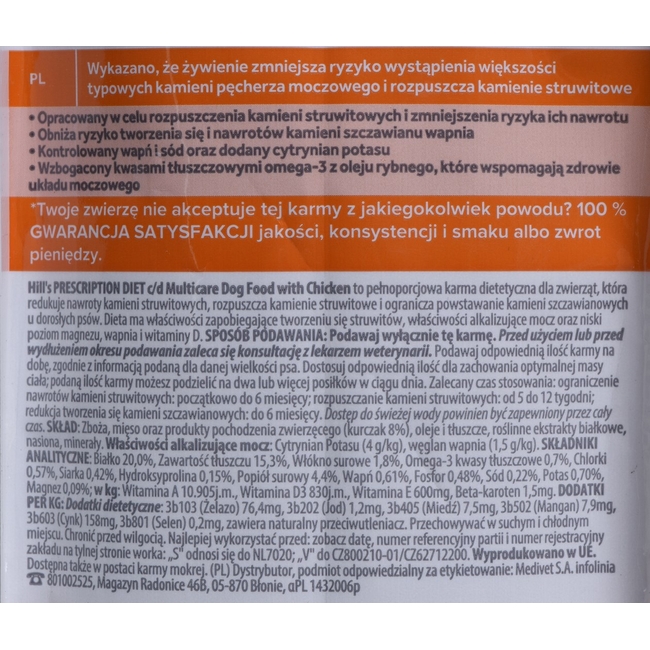 PL
Wykazano, że żywienie zmniejsza ryzyko wystąpienia większości
typowych kamieni pęcherza moczowego i rozpuszcza kamienie struwitowe
• Opracowany w celu rozpuszczenia kamieni struwitowych i zmniejszenia ryzyka ich nawrotu
• Obniża ryzyko tworzenia się i nawrotów kamieni szczawianu wapnia
• Kontrolowany wapń i sód oraz dodany cytrynian potasu
• Wzbogacony kwasami tłuszczowymi omega-3 z oleju rybnego, które wspomagają zdrowie
układu moczowego
*Twoje zwierzę nie akceptuje tej karmy z jakiegokolwiek powodu? 100 %
GWARANCJA SATYSFAKCJI jakości, konsystencji i smaku albo zwrot
pieniędzy.
Hill's PRESCRIPTION DIET c/d Multicare Dog Food with Chicken to pełnoporcjowa karma dietetyczna dla zwierząt, która
redukuje nawroty kamieni struwitowych, rozpuszcza kamienie struwitowe i ogranicza powstawanie kamieni szczawianowych
u dorosłych psów. Dieta ma właściwości zapobiegające tworzeniu się struwitów, właściwości alkalizujące mocz oraz niski
poziom magnezu, wapnia i witaminy D. SPOSÓB PODAWANIA: Podawaj wyłącznie tę karmę. Przed użyciem lub przed
wydłużeniem okresu podawania zaleca się konsultację z lekarzem weterynarii. Podawaj odpowiednią ilość karmy na
dobę, zgodnie z informacją podaną dla danej wielkości psa. Dostosuj odpowiednią ilość dla zachowania optymalnej masy
ciała; podaną ilość karmy możesz podzielić na dwa lub więcej posiłków w ciągu dnia. Zalecany czas stosowania: ograniczenie
nawrotów kamieni struwitowych: początkowo do 6 miesięcy; rozpuszczanie kamieni struwitowych: od 5 do 12 tygodni;
redukcja tworzenia się kamieni szczawianowych: do 6 miesięcy. Dostęp do świeżej wody powinien być zapewniony przez cały
czas. SKŁAD: Zboża, mięso oraz produkty pochodzenia zwierzęcego (kurczak 8%), oleje i tłuszcze, roślinne ekstrakty białkowe,
nasiona, minerały. Właściwości alkalizujące mocz: Cytrynian Potasu (4 g/kg), węglan wapnia (1,5 g/kg). SKŁADNIKI
ANALITYCZNE: Białko 20,0%, Zawartość tłuszczu 15,3%, Włókno surowe 1,8%, Omega-3 kwasy tłuszczowe 0,7%, Chlorki
0,57%, Siarka 0,42%, Hydroksyprolina 0,15%, Popiół surowy 4,4%, Wapń 0,61%, Fosfor 0,48%, Sód 0,22%, Potas 0,70%,
Magnez 0,09%; w kg: Witamina A 10.905j.m., Witamina D3 830j.m., Witamina E 600mg, Beta-karoten 1,5mg. DODATKI
PER KG: Dodatki dietetyczne: 3b103 (Żelazo) 76,4mg, 3b202 (Jod) 1,2mg, 3b405 (Miedź) 7,5mg, 3b502 (Mangan) 7,9mg,
3b603 (Cynk) 158mg, 3b801 (Selen) 0,2mg, zawiera naturalny przeciwutleniacz. Przechowywać w suchym i chłodnym
miejscu. Chronić przed wilgocią. Najlepiej wykorzystać przed: zobacz datę, numer referencyjny partii i numer rejestracyjny
zakładu na tylnej stronie worka: „S" odnosi się do NL7020; „V" do CZ800210-01/CZ62712200. Wyprodukowano w UE.
Dostępna także w postaci karmy mokrej. (PL) Dystrybutor, podmiot odpowiedzialny za etykietowanie: Medivet S.A. infolinia
☎ 801002525, Magazyn Radonice 46B, 05-870 Błonie, αPL 1432006p